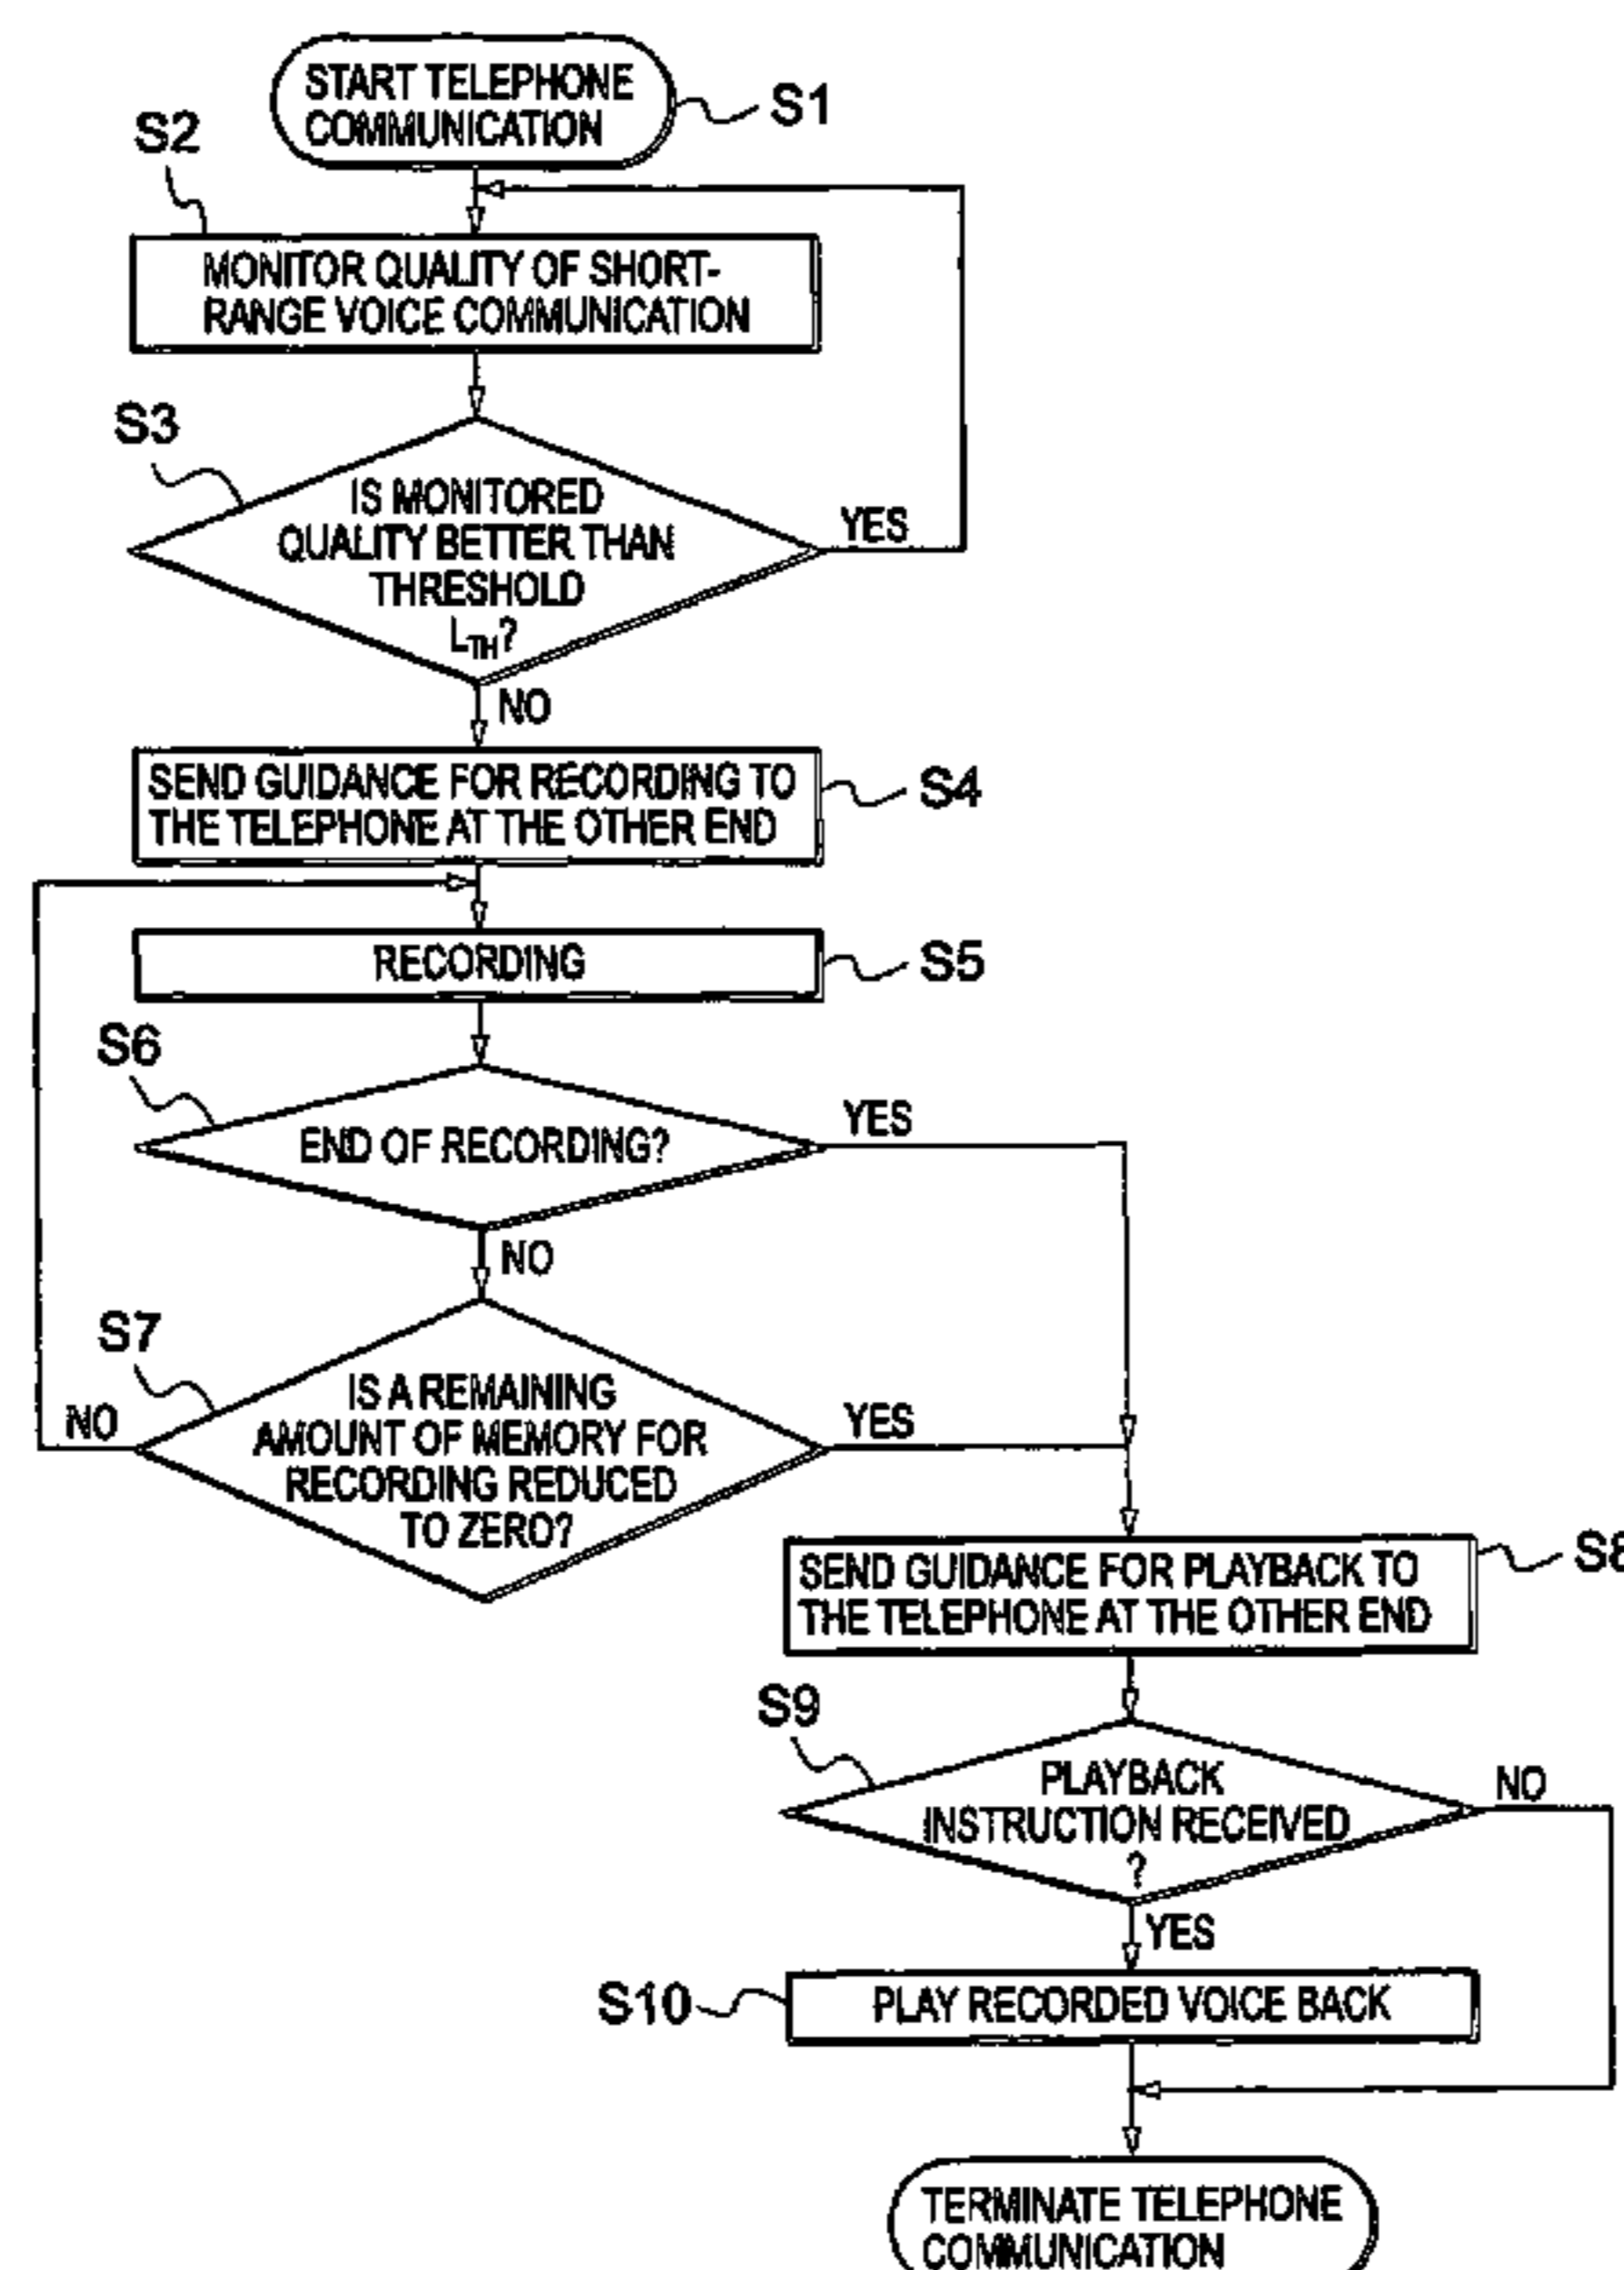 START TELEPHONE
COMMUNICATION
S1
S2
MONITOR QUALITY OF SHORT-
RANGE VOICE COMMUNICATION
S3
IS MONITORED
QUALITY BETTER THAN
THRESHOLD
LTH?
YES
NO
SEND GUIDANCE FOR RECORDING TO
THE TELEPHONE AT THE OTHER END
S4
RECORDING
S5
S6
END OF RECORDING?
YES
NO
S7
IS A REMAINING
AMOUNT OF MEMORY FOR
RECORDING REDUCED
TO ZERO?
NO
YES
SEND GUIDANCE FOR PLAYBACK TO
THE TELEPHONE AT THE OTHER END
S8
S9
PLAYBACK
INSTRUCTION RECEIVED
?
NO
YES
S10
PLAY RECORDED VOICE BACK
TERMINATE TELEPHONE
COMMUNICATION